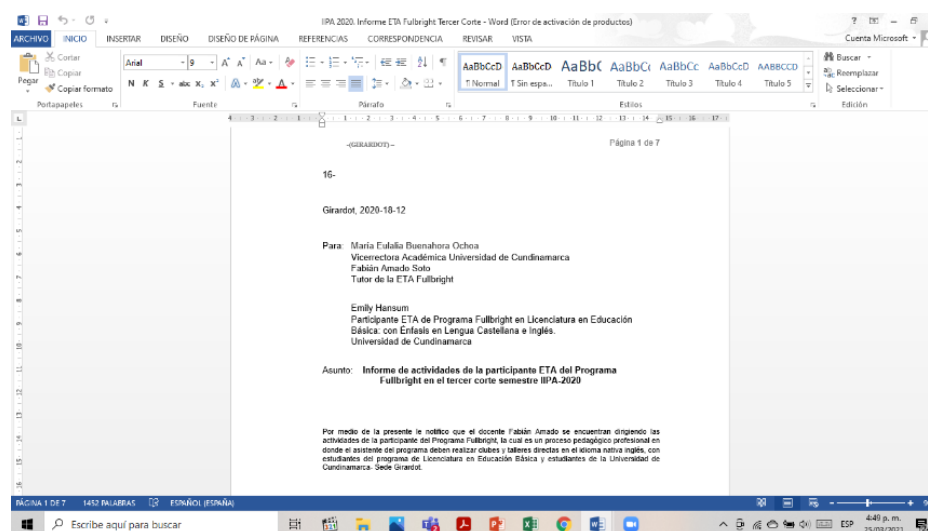 IIPA 2020. Informe ETA Fulbright Tercer Corte - Word (Error de activación de productos)
ARCHIVO INICIO INSERTAR DISEÑO DISEÑO DE PÁGINA REFERENCIAS CORRESPONDENCIA REVISAR VISTA Cuenta Microsoft
Cortar
Copiar
Copiar formato
Pegar
Portapapeles
Arial 9
N K S abc X₂ X²
Fuente
Párrafo
AaBbCcD AaBbCcD AaBbC AaBbCc AaBbCc AaBbCcD AABBCCD
¶ Normal ¶ Sin espa... Título 1 Título 2 Título 3 Título 4 Título 5
Estilos
Buscar
Reemplazar
Seleccionar
Edición
-(GIRARDOT)–
Página 1 de 7
16-
Girardot, 2020-18-12
Para: María Eulalia Buenahora Ochoa
Vicerrectora Académica Universidad de Cundinamarca
Fabián Amado Soto
Tutor de la ETA Fullbright
Emily Hansum
Participante ETA de Programa Fullbright en Licenciatura en Educación
Básica: con Énfasis en Lengua Castellana e Inglés.
Universidad de Cundinamarca
Asunto: Informe de actividades de la participante ETA del Programa
Fullbright en el tercer corte semestre IIPA-2020
Por medio de la presente le notifico que el docente Fabián Amado se encuentran dirigiendo las
actividades de la participante del Programa Fullbright, la cual es un proceso pedagógico profesional en
donde el asistente del programa deben realizar clubes y talleres directas en el idioma nativa inglés, con
estudiantes del programa de Licenciatura en Educación Básica y estudiantes de la Universidad de
Cundinamarca- Sede Girardot.
PÁGINA 1 DE 7 1452 PALABRAS ESPAÑOL (ESPAÑA)
Escribe aquí para buscar
ESP
4:49 p. m.